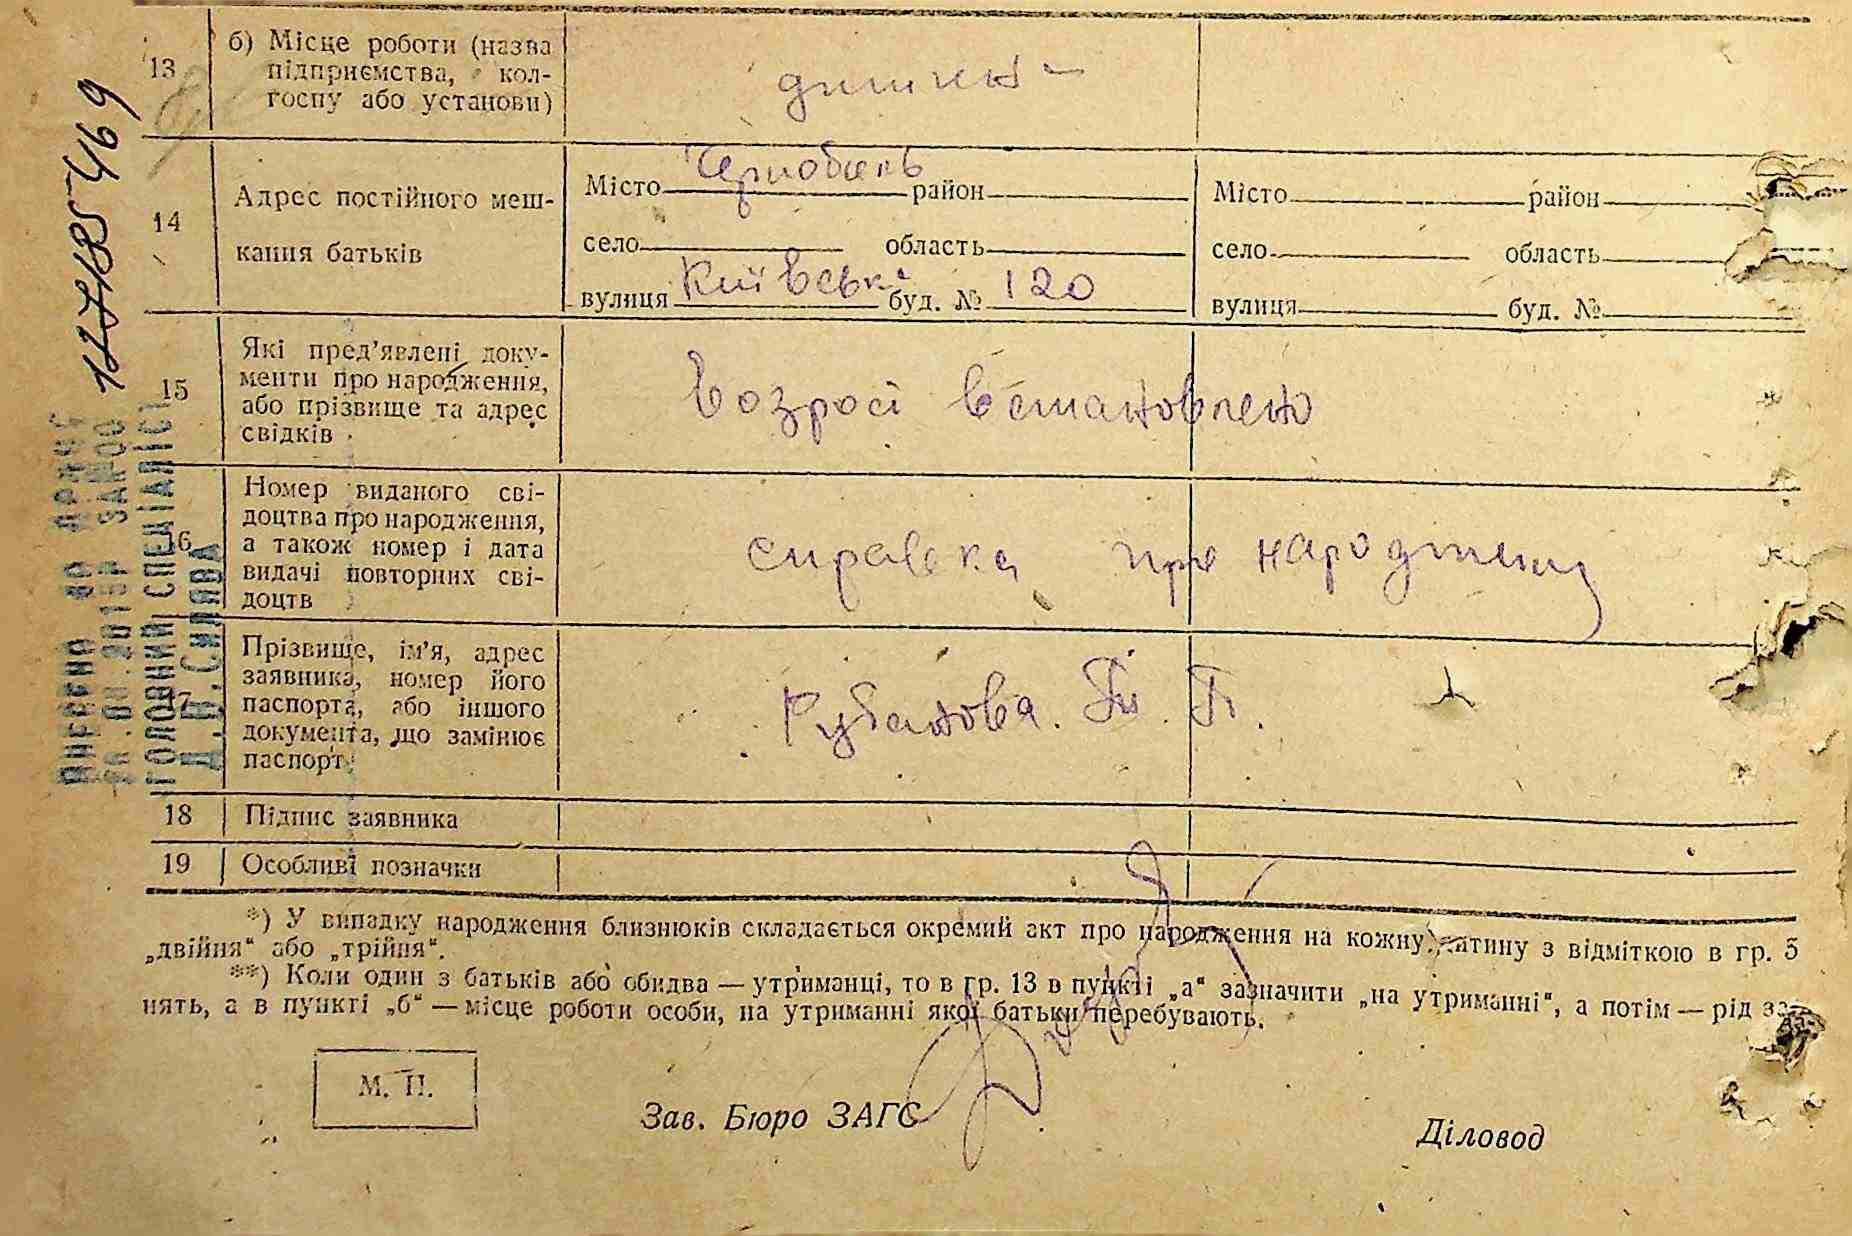 13
б) Місце роботи (назва
підприємства, кол-
госпу або установи)
14
Адрес постійного меш-
кання батьків
Місто Чернобиль район
село область
вулиця Київська буд. № 120
Місто район
село область
вулиця буд. №
15
Які пред’явлені доку-
менти про народження,
або прізвище та адрес
свідків
Возрост встановлено
16
Номер виданого сві-
доцтва про народження,
а також номер і дата
видачі повторних сві-
доцтв
справка про народження
17
Прізвище, ім’я, адрес
заявника, номер його
паспорта, або іншого
документа, що замінює
паспорт
Рубанова. П. П.
18 Підпис заявника
19 Особливі позначки
*) У випадку народження близнюків складається окремий акт про народження на кожну дитину з відміткою в гр. 5
„двійня“ або „трійня“.
**) Коли один з батьків або обидва — утриманці, то в гр. 13 в пункті „а“ зазначити „на утриманні“, а потім — рід за-
нять, а в пункті „б“ — місце роботи особи, на утриманні якої батьки перебувають.
М. П.
Зав. Бюро ЗАГС
Діловод
ГОЛОВНИЙ СПЕЦІАЛІСТ